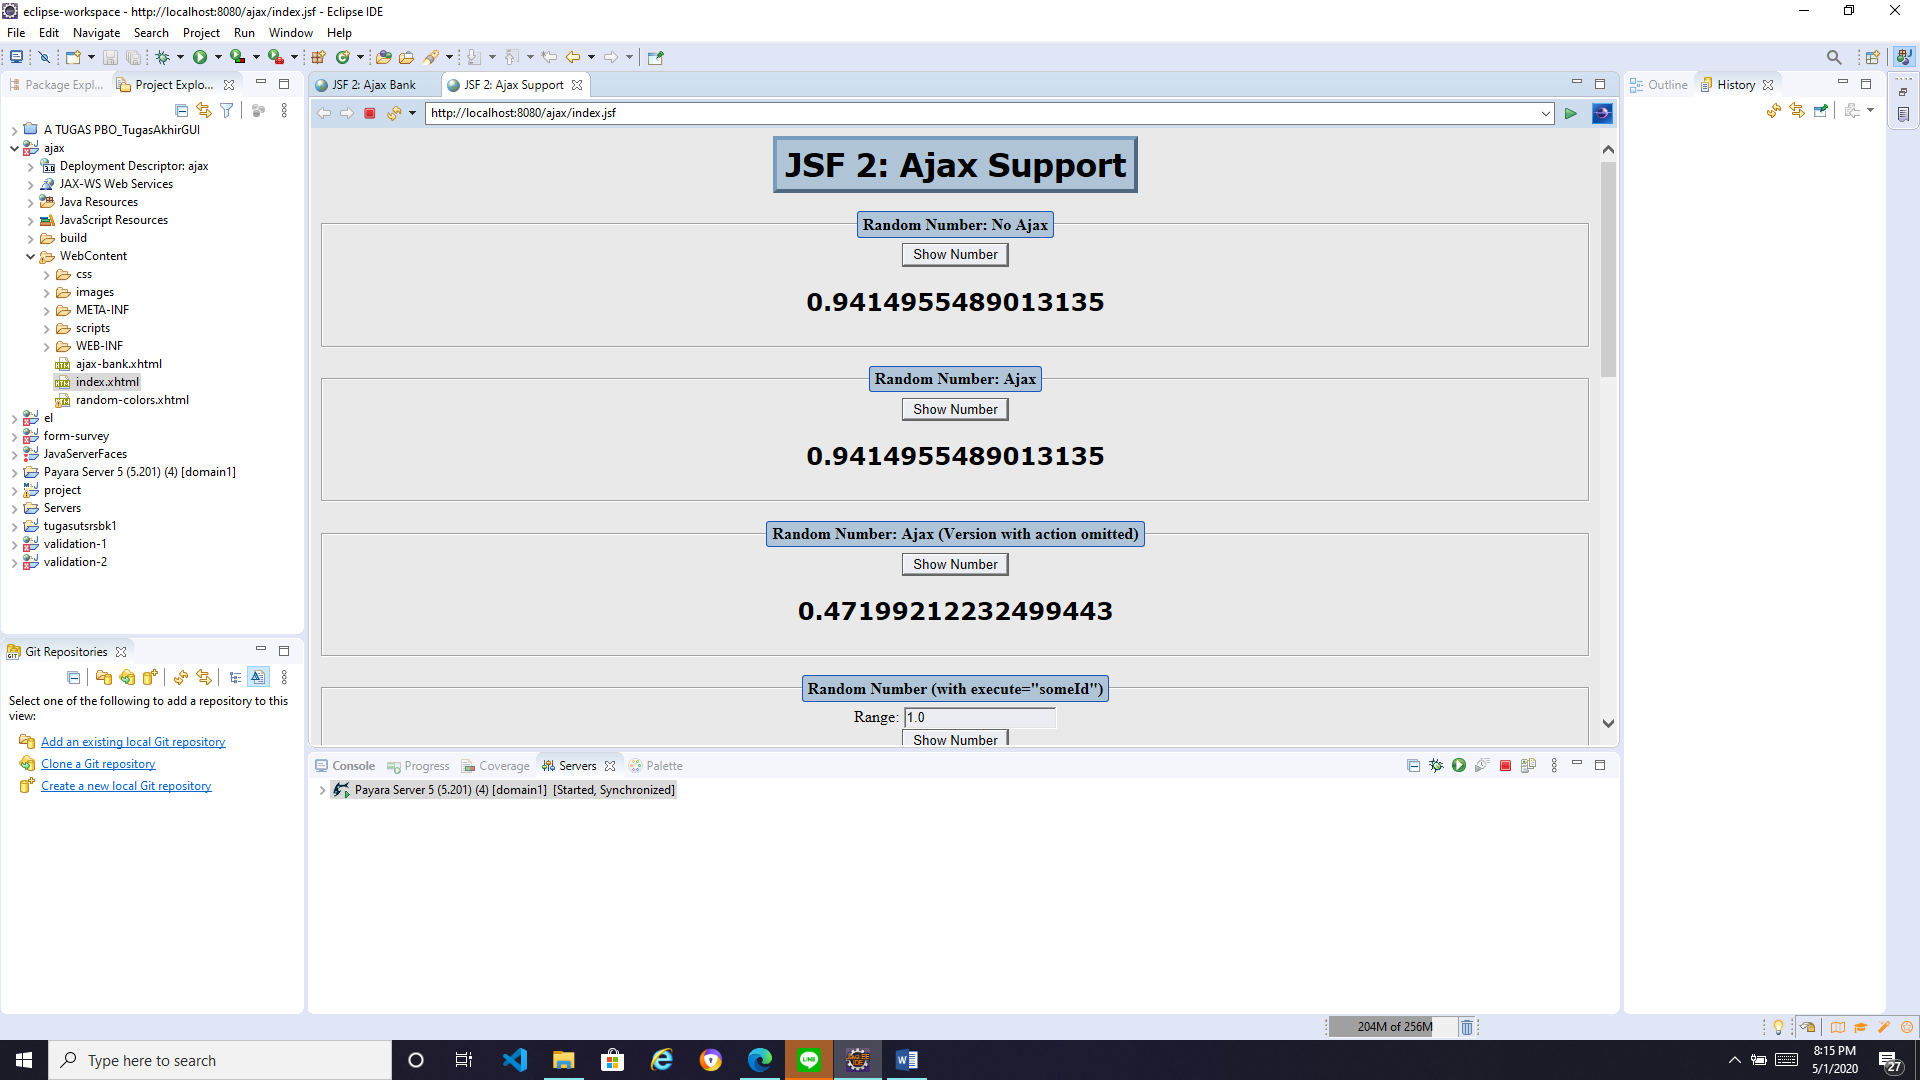 eclipse-workspace - http://localhost:8080/ajax/index.jsf - Eclipse IDE
File Edit Navigate Search Project Run Window Help
Package Expl... Project Explo...
A TUGAS PBO_TugasAkhirGUI
ajax
Deployment Descriptor: ajax
JAX-WS Web Services
Java Resources
JavaScript Resources
build
WebContent
css
images
META-INF
scripts
WEB-INF
ajax-bank.xhtml
index.xhtml
random-colors.xhtml
el
form-survey
JavaServerFaces
Payara Server 5 (5.201) (4) [domain1]
project
Servers
tugasutsrsbk1
validation-1
validation-2
Git Repositories
Select one of the following to add a repository to this
view:
Add an existing local Git repository
Clone a Git repository
Create a new local Git repository
JSF 2: Ajax Bank JSF 2: Ajax Support
http://localhost:8080/ajax/index.jsf
JSF 2: Ajax Support
Random Number: No Ajax
Show Number
0.9414955489013135
Random Number: Ajax
Show Number
0.9414955489013135
Random Number: Ajax (Version with action omitted)
Show Number
0.47199212232499443
Random Number (with execute="someId")
Range: 1.0
Show Number
Console Progress Coverage Servers Palette
Payara Server 5 (5.201) (4) [domain1] [Started, Synchronized]
Outline History
204M of 256M
Type here to search
8:15 PM
5/1/2020
27